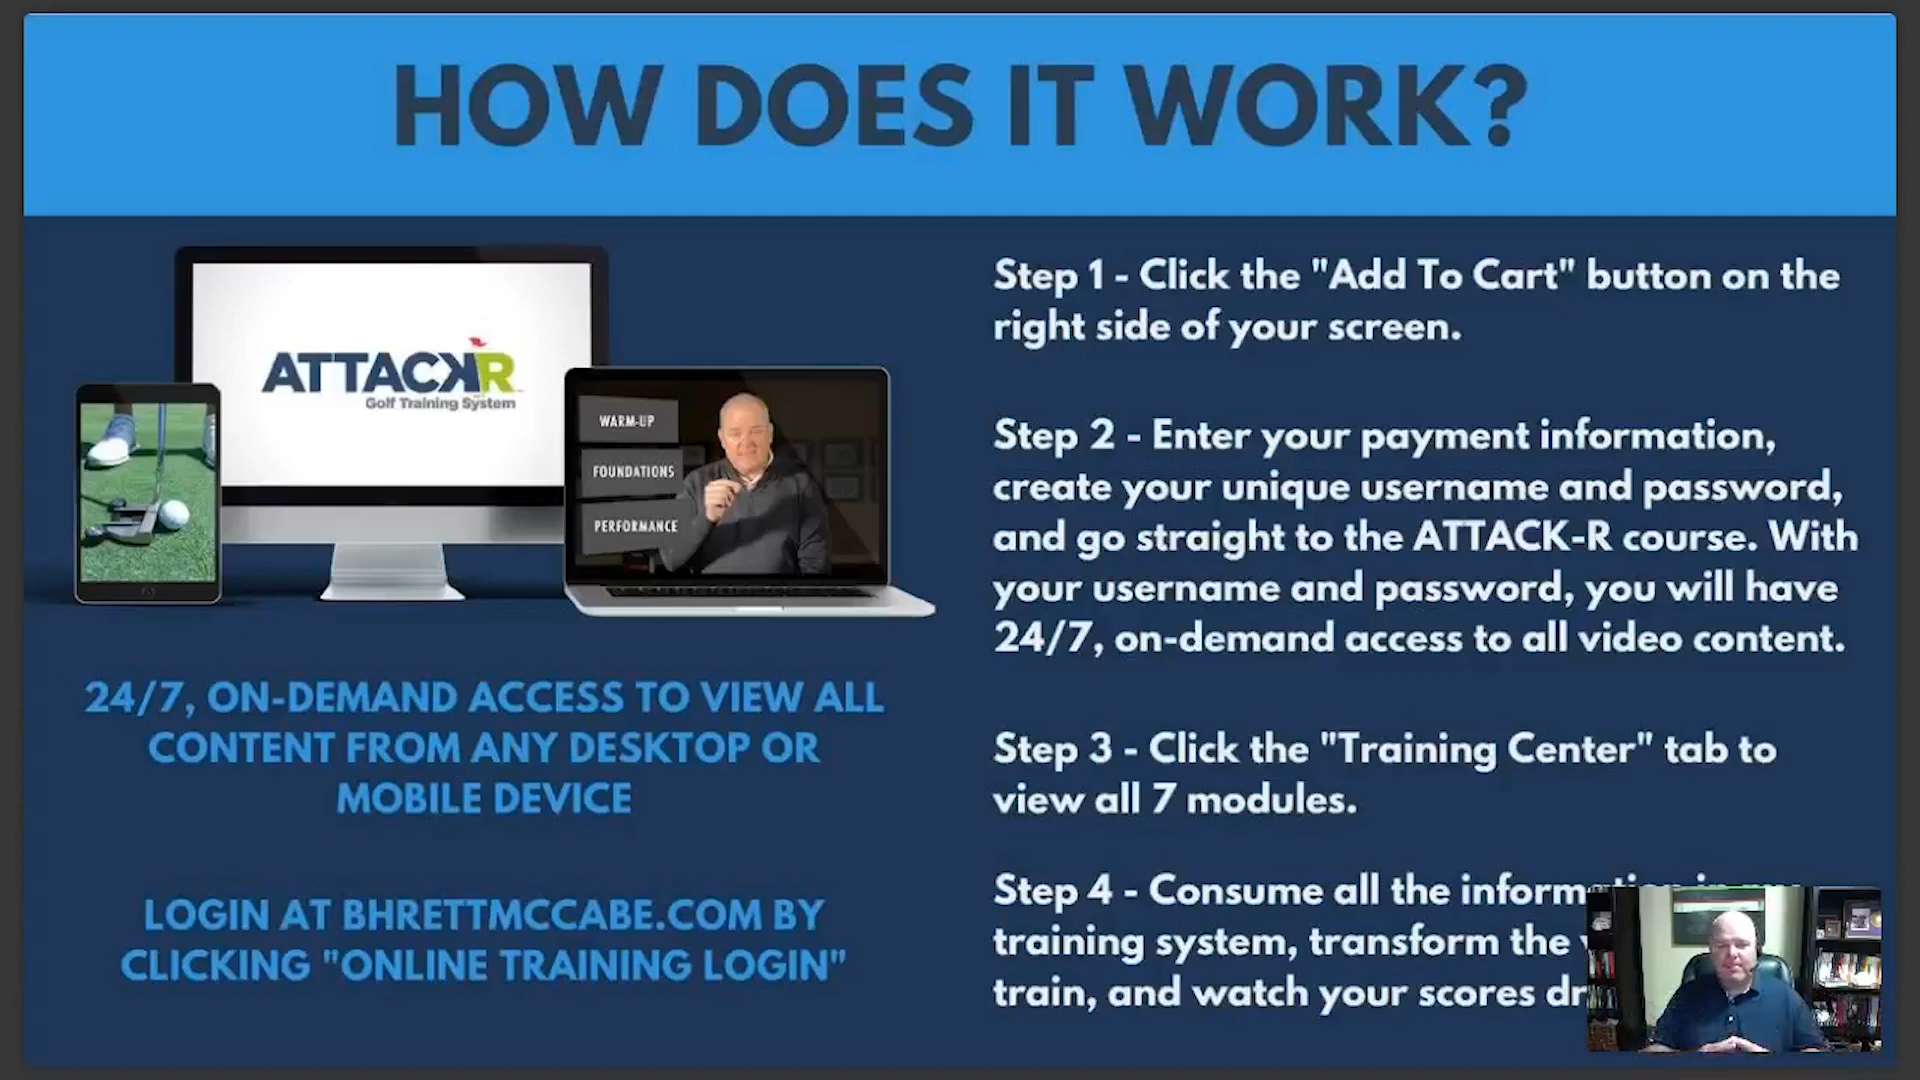 HOW DOES IT WORK?
ATTACKR
Golf Training System
WARM-UP
FOUNDATIONS
PERFORMANCE
24/7, ON-DEMAND ACCESS TO VIEW ALL
CONTENT FROM ANY DESKTOP OR
MOBILE DEVICE
LOGIN AT BHRETTMCCABE.COM BY
CLICKING "ONLINE TRAINING LOGIN"
Step 1 - Click the "Add To Cart" button on the
right side of your screen.
Step 2 - Enter your payment information,
create your unique username and password,
and go straight to the ATTACK-R course. With
your username and password, you will have
24/7, on-demand access to all video content.
Step 3 - Click the "Training Center" tab to
view all 7 modules.
Step 4 - Consume all the information in
training system, transform the
train, and watch your scores